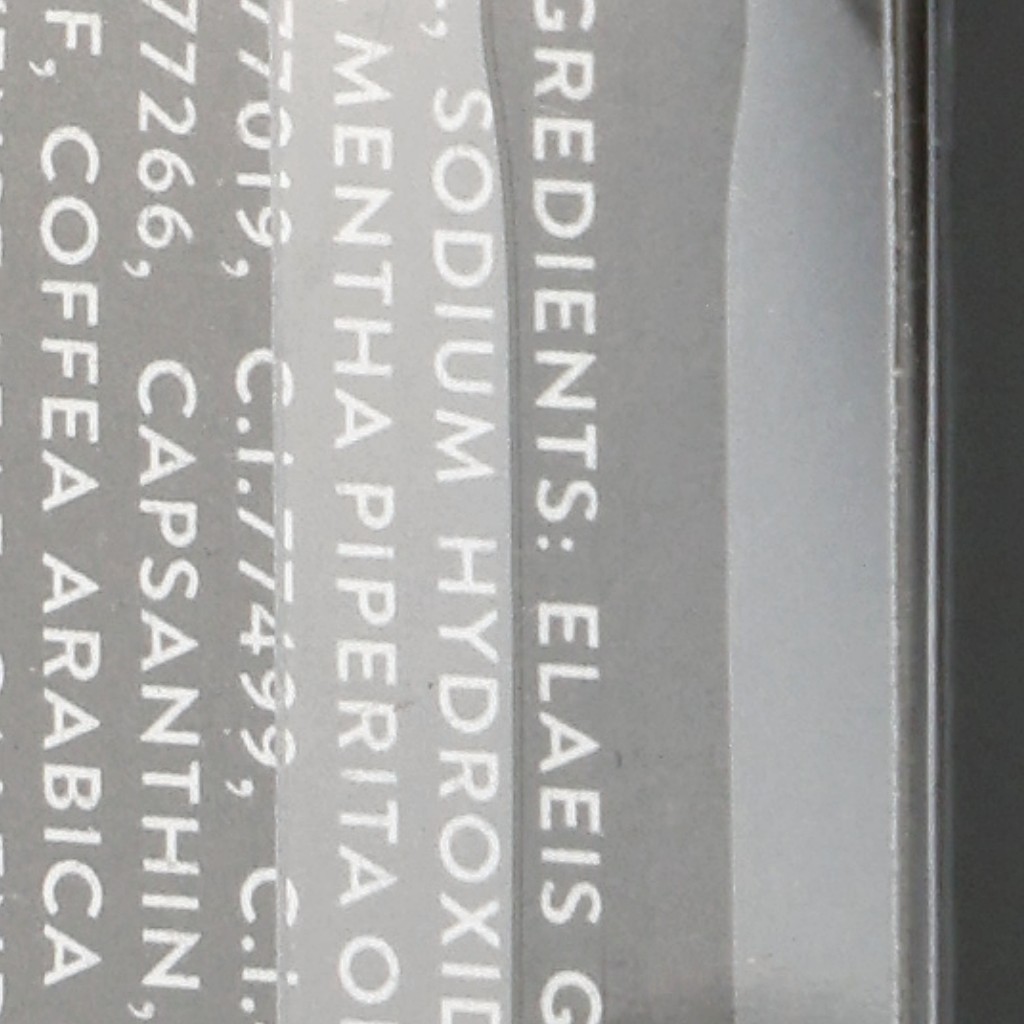 GREDIENTS: ELAEIS G
, SODIUM HYDROXID
MENTHA PIPERITA O
77019, C.I.77499, C.I.
77266, CAPSANTHIN,
F, COFFEA ARABICA